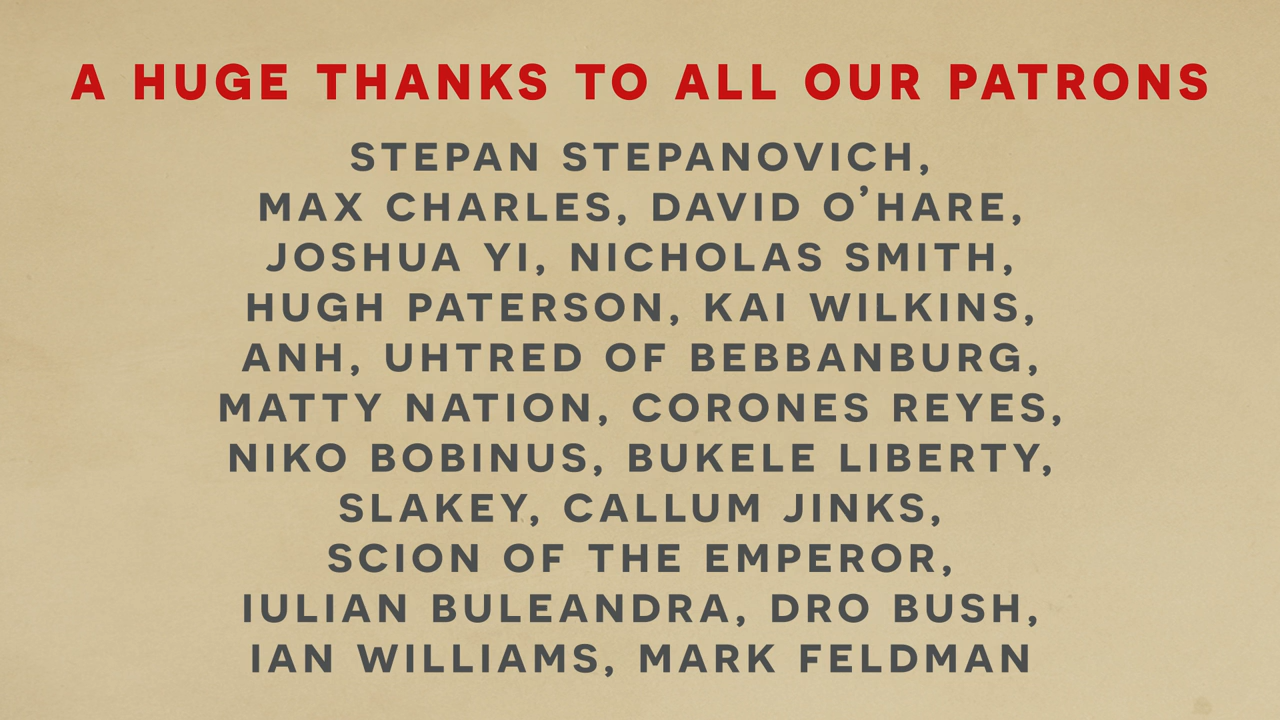 A HUGE THANKS TO ALL OUR PATRONS
STEPAN STEPANOVICH,
MAX CHARLES, DAVID O’HARE,
JOSHUA YI, NICHOLAS SMITH,
HUGH PATERSON, KAI WILKINS,
ANH, UHTRED OF BEBBANBURG,
MATTY NATION, CORONES REYES,
NIKO BOBINUS, BUKELE LIBERTY,
SLAKEY, CALLUM JINKS,
SCION OF THE EMPEROR,
IULIAN BULEANDRA, DRO BUSH,
IAN WILLIAMS, MARK FELDMAN